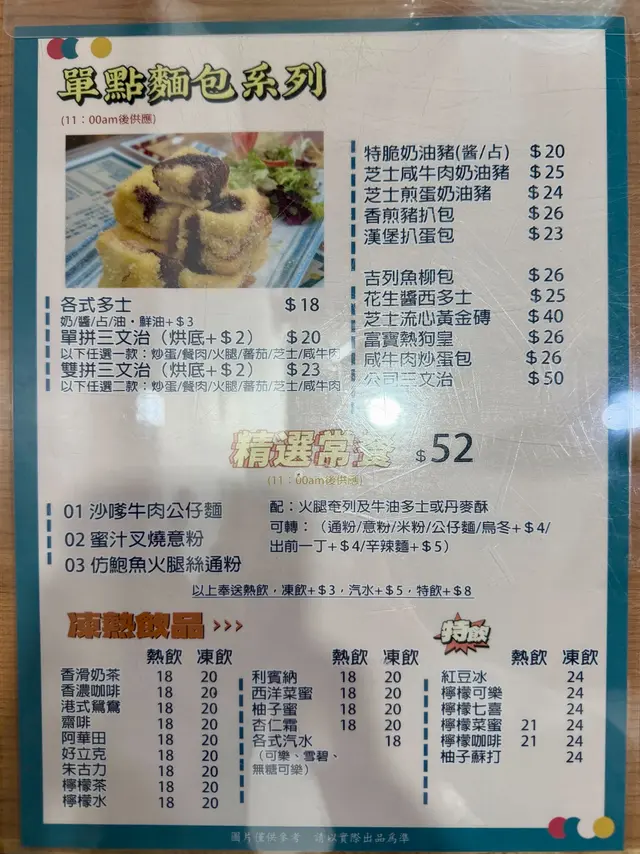 單點麵包系列
(11：00am後供應)
特脆奶油豬(醬/占) $20
芝士咸牛肉奶油豬 $25
芝士煎蛋奶油豬 $24
香煎豬扒包 $26
漢堡扒蛋包 $23
吉列魚柳包 $26
花生醬西多士 $25
芝士流心黃金磚 $40
富寶熱狗皇 $26
咸牛肉炒蛋包 $26
公司三文治 $50
各式多士 $18
奶/醬/占/油・鮮油+$3
單拼三文治（烘底+$2） $20
以下任選一款：炒蛋/餐肉/火腿/蕃茄/芝士/咸牛肉
雙拼三文治（烘底+$2） $23
以下任選二款：炒蛋/餐肉/火腿/蕃茄/芝士/咸牛肉
精選常餐 $52
(11：00am後供應)
01 沙嗲牛肉公仔麵
02 蜜汁叉燒意粉
03 仿鮑魚火腿絲通粉
配：火腿奄列及牛油多士或丹麥酥
可轉：（通粉/意粉/米粉/公仔麵/烏冬+$4/
出前一丁+$4/辛辣麵+$5）
以上奉送熱飲，凍飲+$3，汽水+$5，特飲+$8
凍熱飲品 >>>
熱飲 凍飲
香滑奶茶 18 20
香濃咖啡 18 20
港式鴛鴦 18 20
齋啡 18 20
阿華田 18 20
好立克 18 20
朱古力 18 20
檸檬茶 18 20
檸檬水 18 20
熱飲 凍飲
利賓納 18 20
西洋菜蜜 18 20
柚子蜜 18 20
杏仁霜 18 20
各式汽水 18
（可樂、雪碧、
無糖可樂）
特飲
熱飲 凍飲
紅豆冰 24
檸檬可樂 24
檸檬七喜 24
檸檬菜蜜 21 24
檸檬咖啡 21 24
柚子蘇打 24
圖片僅供參考 請以實際出品為準